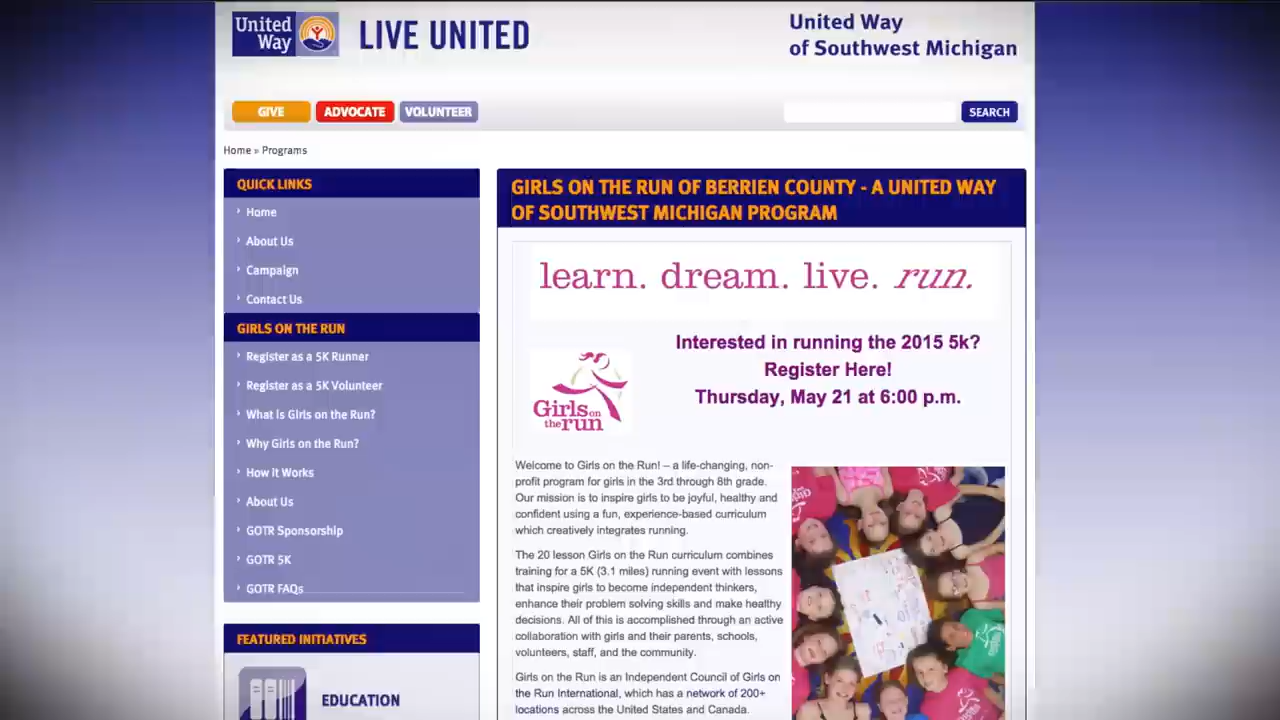 United Way
LIVE UNITED
United Way
of Southwest Michigan
GIVE
ADVOCATE
VOLUNTEER
SEARCH
Home » Programs
QUICK LINKS
Home
About Us
Campaign
Contact Us
GIRLS ON THE RUN
Register as a 5K Runner
Register as a 5K Volunteer
What is Girls on the Run?
Why Girls on the Run?
How it Works
About Us
GOTR Sponsorship
GOTR 5K
GOTR FAQs
FEATURED INITIATIVES
EDUCATION
GIRLS ON THE RUN OF BERRIEN COUNTY - A UNITED WAY
OF SOUTHWEST MICHIGAN PROGRAM
learn. dream. live. run.
Girls on
the run
Interested in running the 2015 5k?
Register Here!
Thursday, May 21 at 6:00 p.m.
Welcome to Girls on the Run! – a life-changing, non-
profit program for girls in the 3rd through 8th grade.
Our mission is to inspire girls to be joyful, healthy and
confident using a fun, experience-based curriculum
which creatively integrates running.
The 20 lesson Girls on the Run curriculum combines
training for a 5K (3.1 miles) running event with lessons
that inspire girls to become independent thinkers,
enhance their problem solving skills and make healthy
decisions. All of this is accomplished through an active
collaboration with girls and their parents, schools,
volunteers, staff, and the community.
Girls on the Run is an Independent Council of Girls on
the Run International, which has a network of 200+
locations across the United States and Canada.